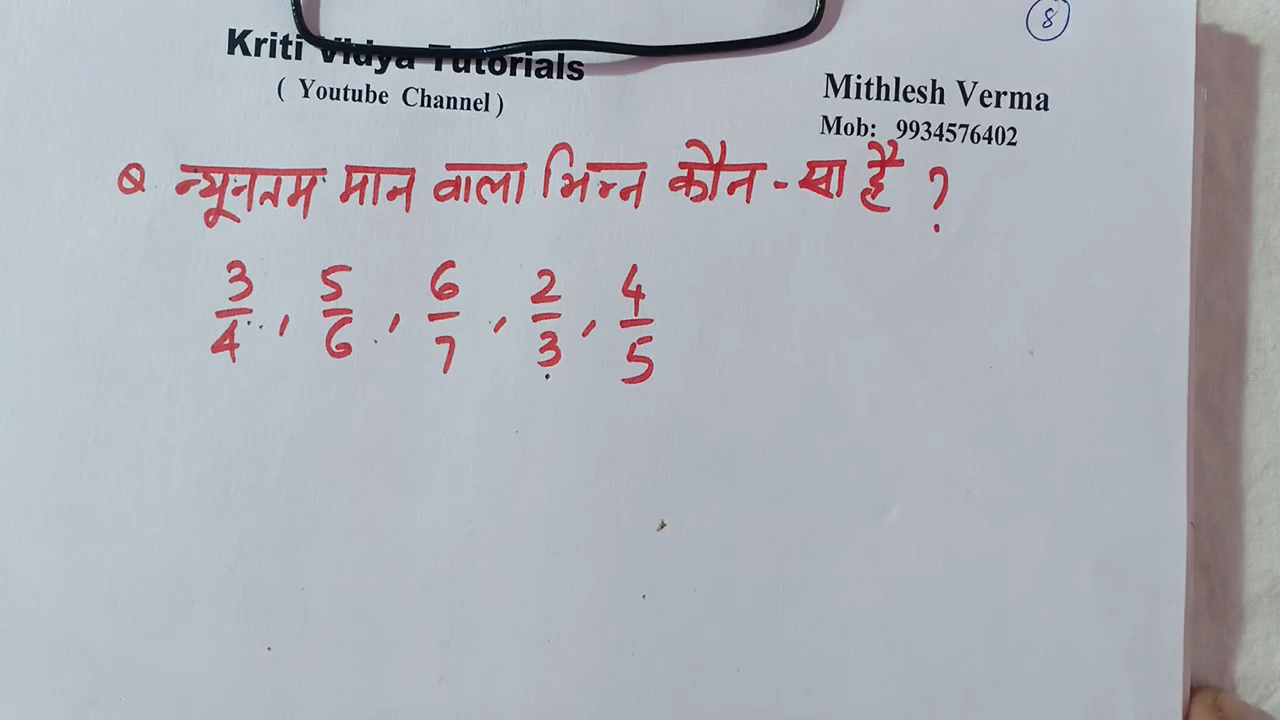 8
Kriti Vidya Tutorials
( Youtube Channel )
Mithlesh Verma
Mob: 9934576402
Q न्यूनतम मान वाला भिन्न कौन-सा है ?
3/4, 5/6, 6/7, 2/3, 4/5